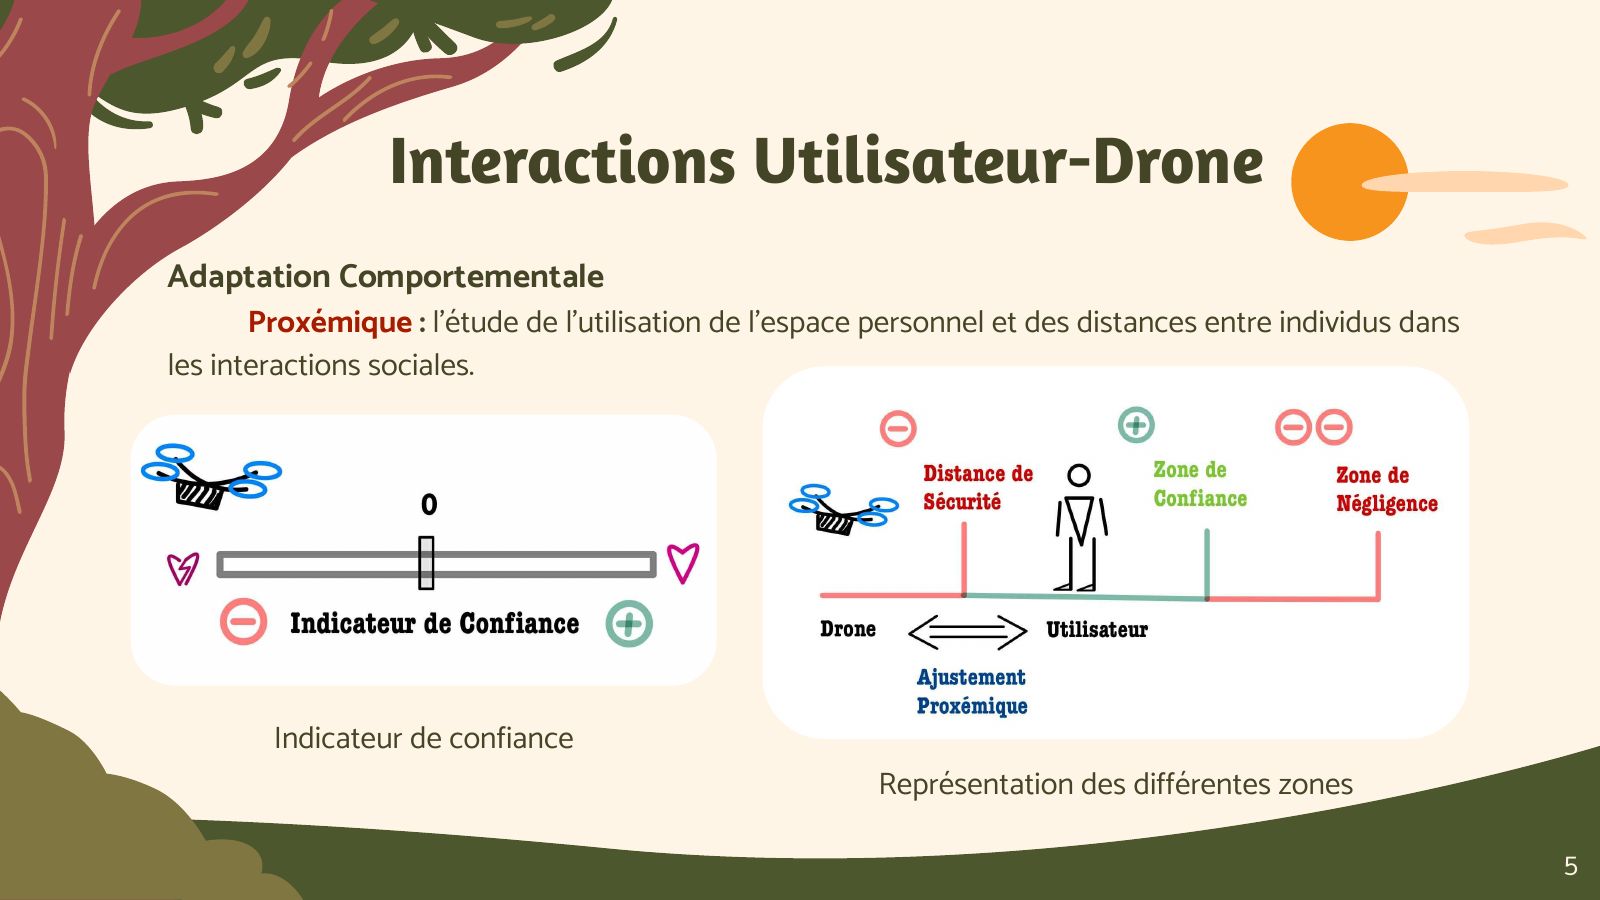 Interactions Utilisateur-Drone
Adaptation Comportementale
Proxémique : l'étude de l'utilisation de l'espace personnel et des distances entre individus dans
les interactions sociales.
0
Indicateur de Confiance
Indicateur de confiance
Distance de
Sécurité
Zone de
Confiance
Zone de
Négligence
Drone
Utilisateur
Ajustement
Proxémique
Représentation des différentes zones
5